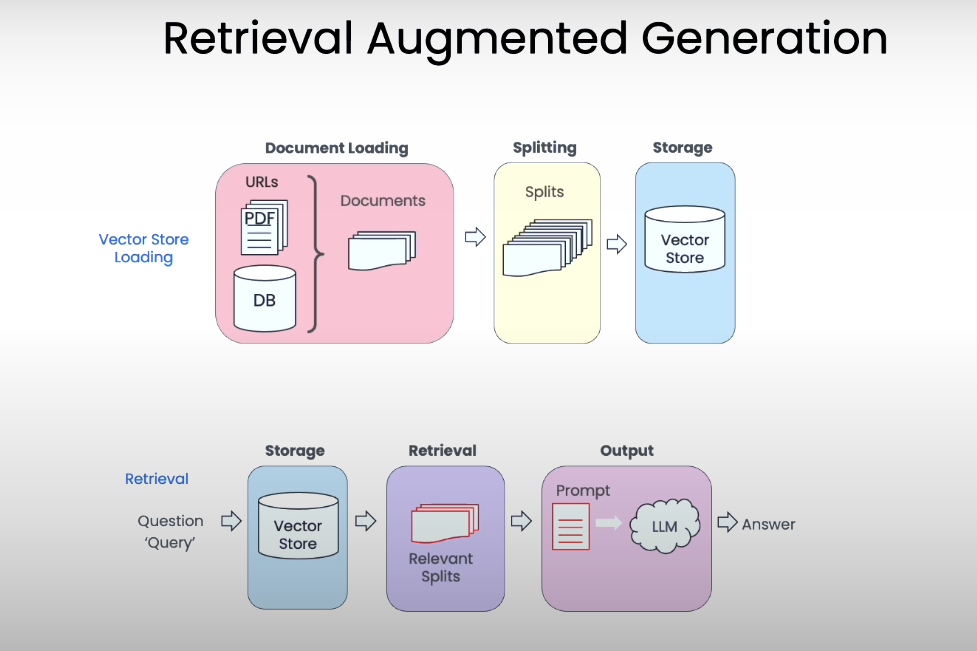 Retrieval Augmented Generation
Document Loading
Splitting
Storage
URLs
PDF
DB
Documents
Splits
Vector
Store
Vector Store
Loading
Storage
Retrieval
Output
Retrieval
Question
‘Query’
Vector
Store
Relevant
Splits
Prompt
LLM
Answer